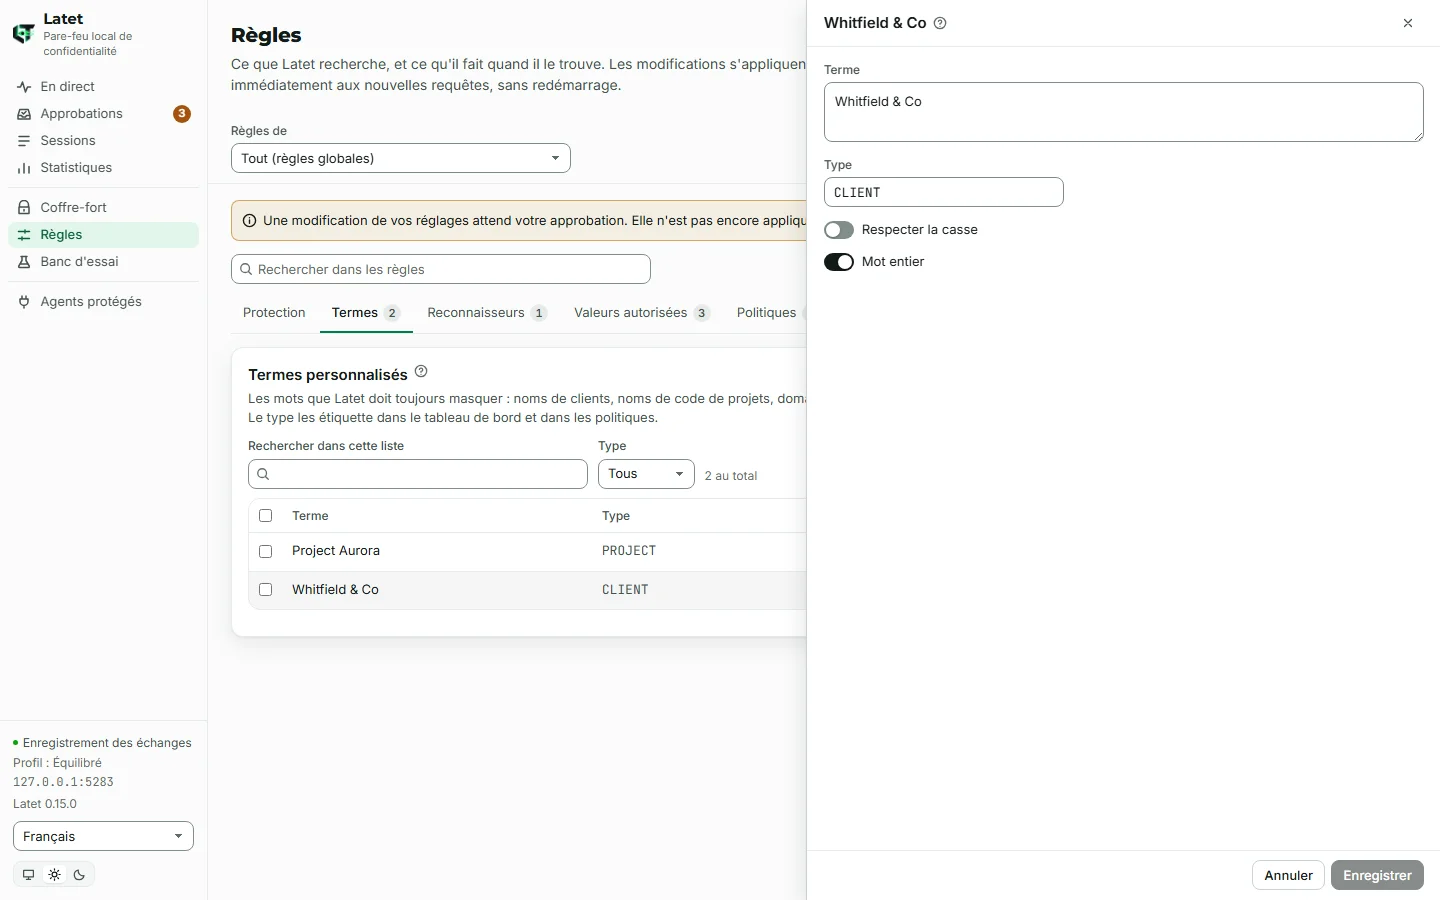 Latet
Pare-feu local de
confidentialité
En direct
Approbations 3
Sessions
Statistiques
Coffre-fort
Règles
Banc d'essai
Agents protégés
Enregistrement des échanges
Profil : Équilibré
127.0.0.1:5283
Latet 0.15.0
Français
Règles
Ce que Latet recherche, et ce qu'il fait quand il le trouve. Les modifications s'appliquent
immédiatement aux nouvelles requêtes, sans redémarrage.
Règles de
Tout (règles globales)
Une modification de vos réglages attend votre approbation. Elle n'est pas encore appliqu
Rechercher dans les règles
Protection Termes 2 Reconnaisseurs 1 Valeurs autorisées 3 Politiques
Termes personnalisés
Les mots que Latet doit toujours masquer : noms de clients, noms de code de projets, doma
Le type les étiquette dans le tableau de bord et dans les politiques.
Rechercher dans cette liste Type
Tous 2 au total
Terme Type
Project Aurora PROJECT
Whitfield & Co CLIENT
Whitfield & Co
Terme
Whitfield & Co
Type
CLIENT
Respecter la casse
Mot entier
Annuler Enregistrer